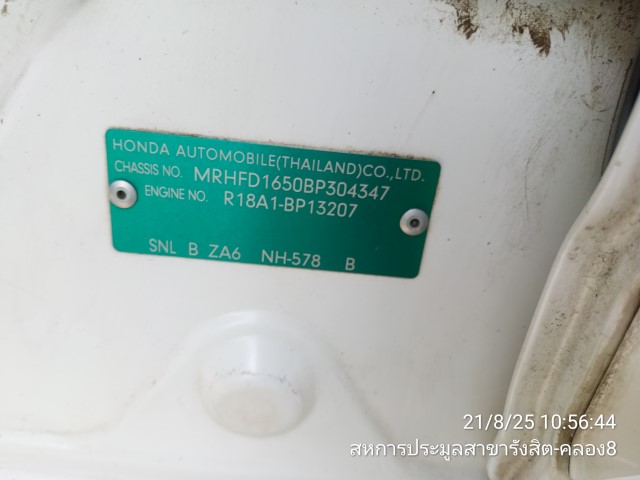 HONDA AUTOMOBILE(THAILAND)CO.,LTD.
CHASSIS NO. MRHFD1650BP304347
ENGINE NO. R18A1-BP13207
SNL B ZA6 NH-578 B
21/8/25 10:56:44
สหการประมูลสาขารังสิต-คลอง8